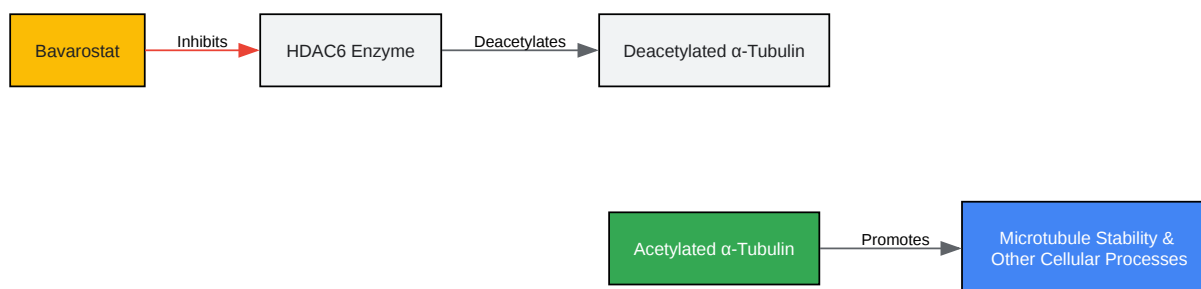 Bavarostat
Inhibits
HDAC6 Enzyme
Deacetylates
Deacetylated α-Tubulin
Acetylated α-Tubulin
Promotes
Microtubule Stability &
Other Cellular Processes